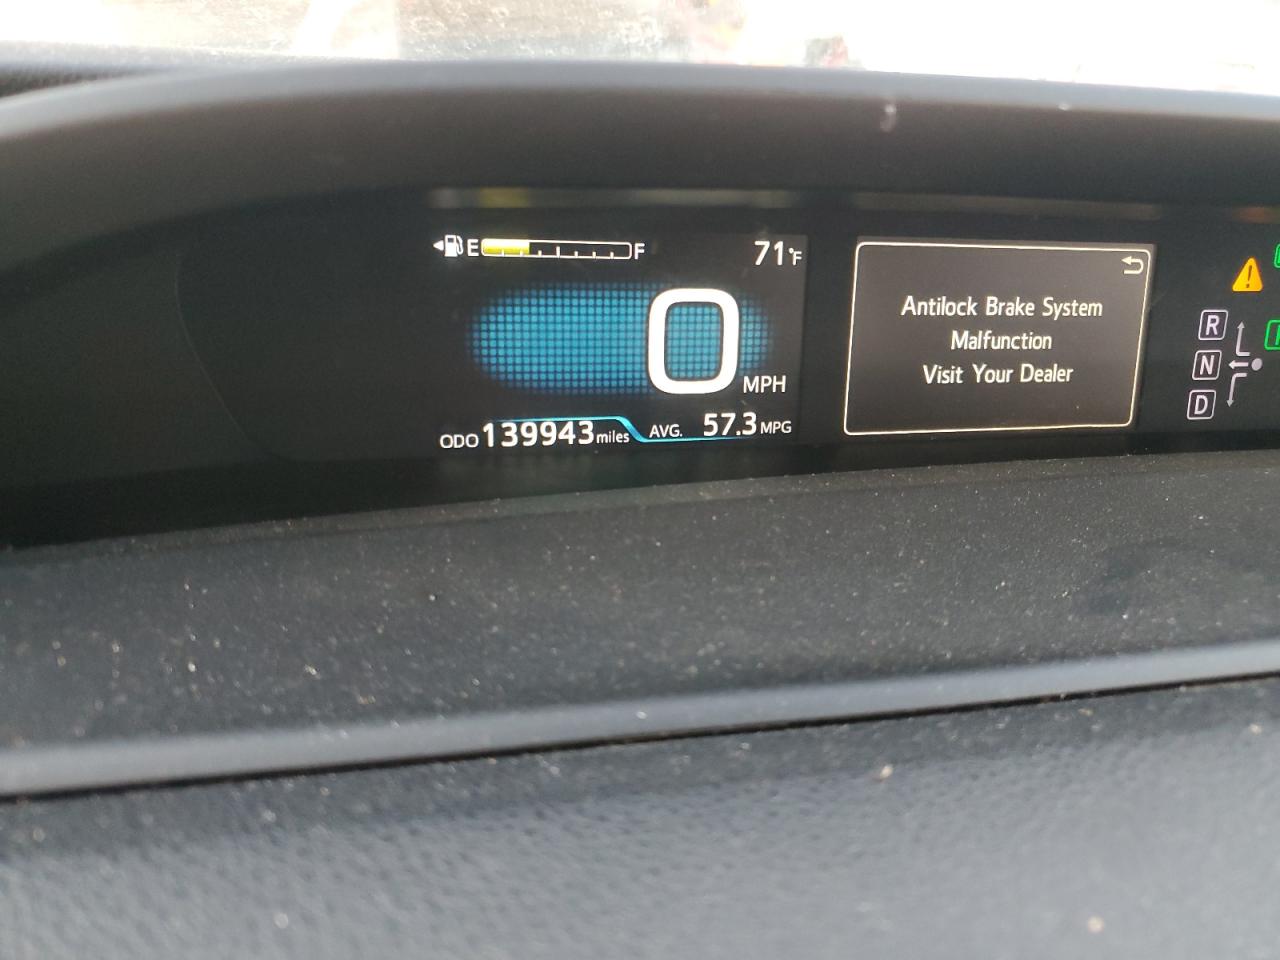 E F 71°F
0 MPH
ODO 139943 miles AVG. 57.3 MPG
Antilock Brake System
Malfunction
Visit Your Dealer
!
R
N
D